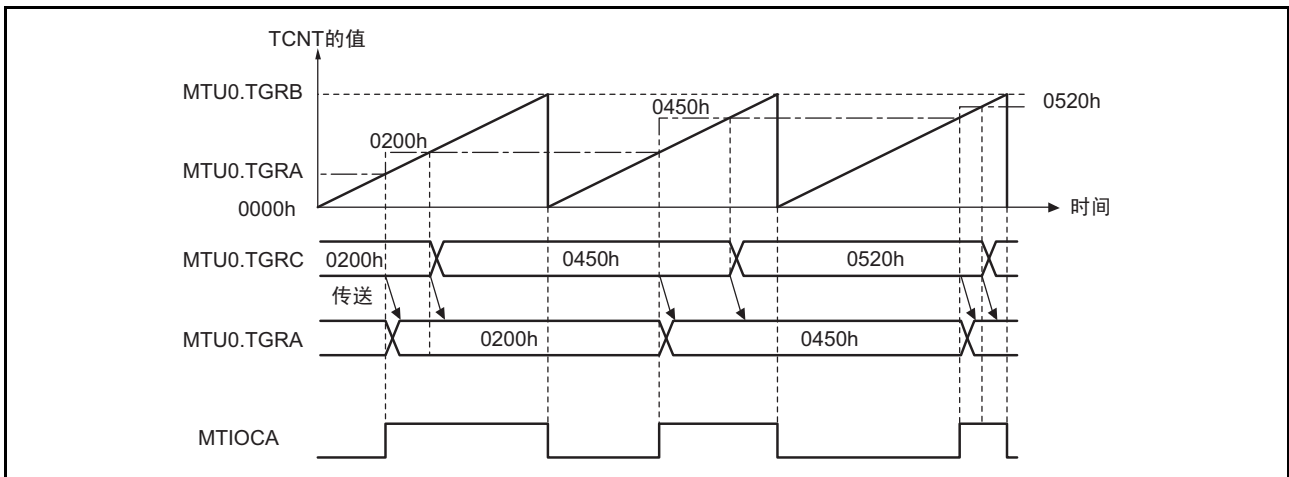 TCNT的值
MTU0.TGRB
0450h
0520h
0200h
MTU0.TGRA
0000h
时间
MTU0.TGRC 0200h 0450h 0520h
传送
MTU0.TGRA 0200h 0450h
MTIOCA